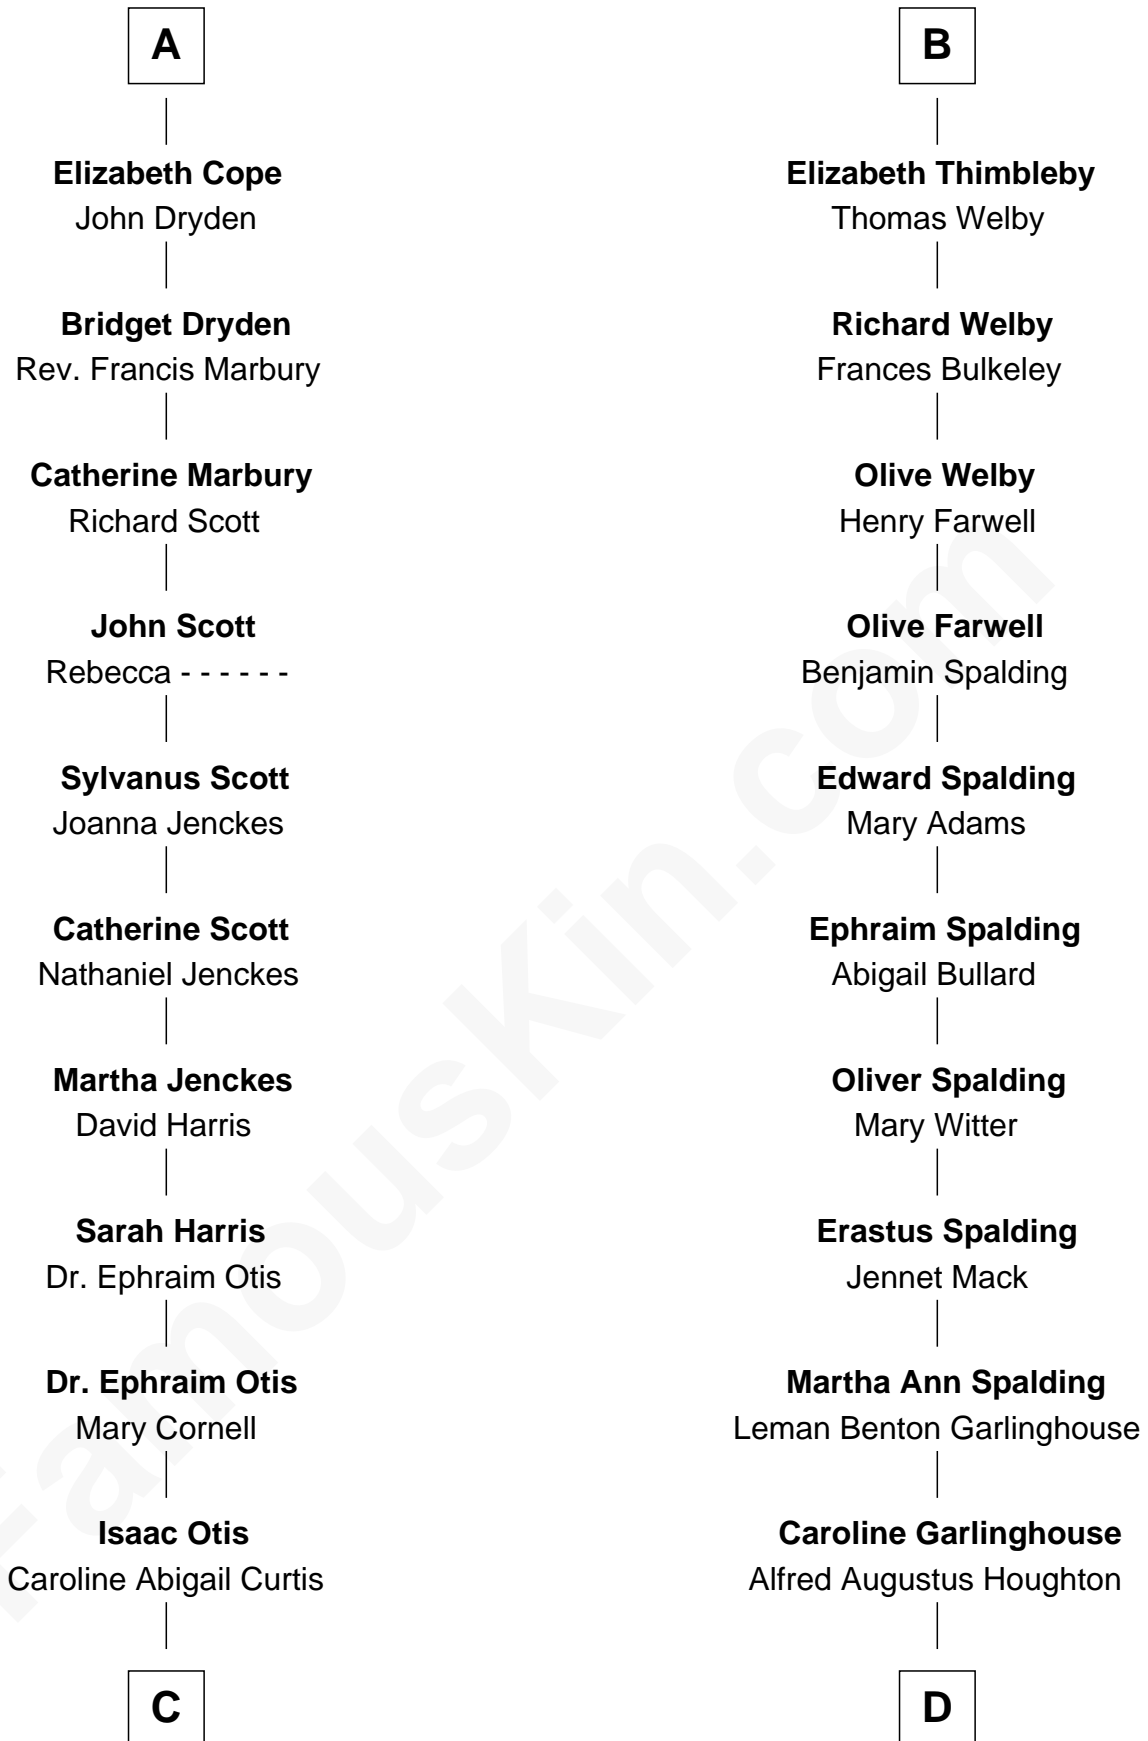 A
Elizabeth Cope
John Dryden
Bridget Dryden
Rev. Francis Marbury
Catherine Marbury
Richard Scott
John Scott
Rebecca - - - - - -
Sylvanus Scott
Joanna Jenckes
Catherine Scott
Nathaniel Jenckes
Martha Jenckes
David Harris
Sarah Harris
Dr. Ephraim Otis
Dr. Ephraim Otis
Mary Cornell
Isaac Otis
Caroline Abigail Curtis
C
B
Elizabeth Thimbleby
Thomas Welby
Richard Welby
Frances Bulkeley
Olive Welby
Henry Farwell
Olive Farwell
Benjamin Spalding
Edward Spalding
Mary Adams
Ephraim Spalding
Abigail Bullard
Oliver Spalding
Mary Witter
Erastus Spalding
Jennet Mack
Martha Ann Spalding
Leman Benton Garlinghouse
Caroline Garlinghouse
Alfred Augustus Houghton
D
FamousKin.com